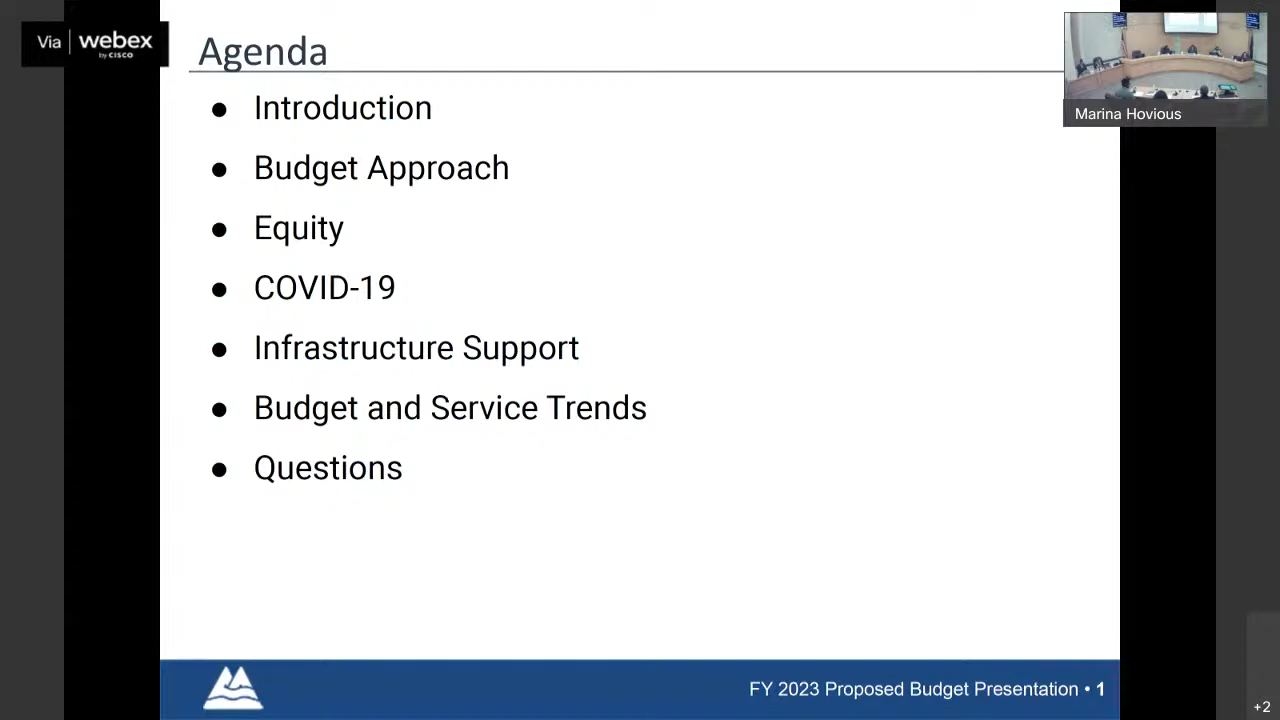 Via webex
by CISCO
Agenda
Marina Hovious
● Introduction
● Budget Approach
● Equity
● COVID-19
● Infrastructure Support
● Budget and Service Trends
● Questions
FY 2023 Proposed Budget Presentation • 1
+2